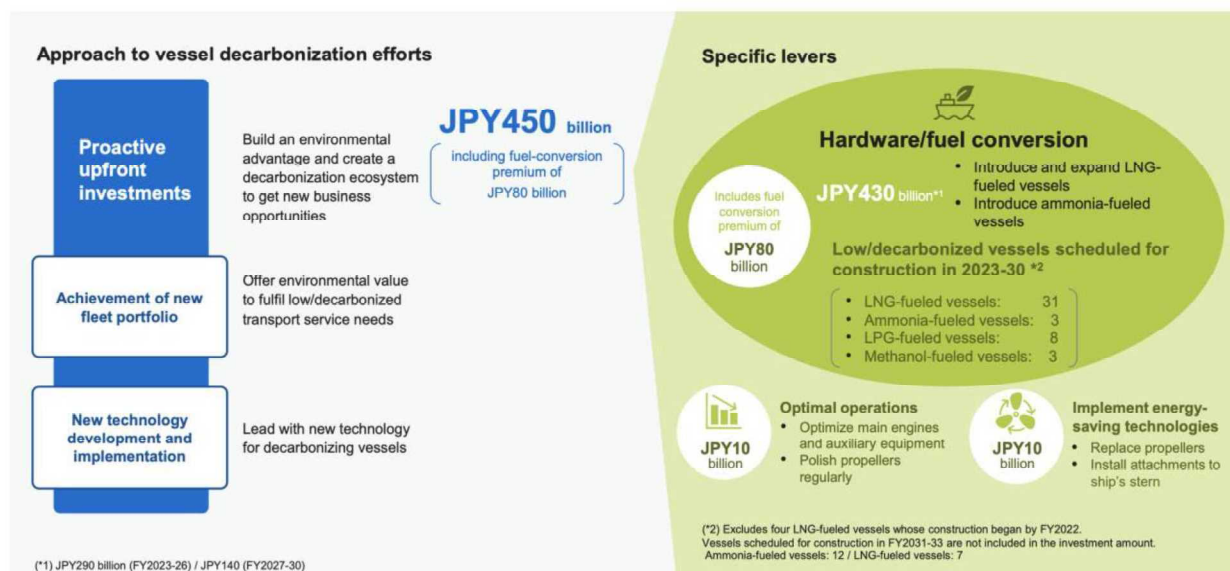 Approach to vessel decarbonization efforts
Proactive
upfront
investments
Build an environmental
advantage and create a
decarbonization ecosystem
to get new business
opportunities
JPY450 billion
including fuel-conversion
premium of
JPY80 billion
Achievement of new
fleet portfolio
Offer environmental value
to fulfil low/decarbonized
transport service needs
New technology
development and
implementation
Lead with new technology
for decarbonizing vessels
(*1) JPY290 billion (FY2023-26) / JPY140 (FY2027-30)
Specific levers
Hardware/fuel conversion
Includes fuel
conversion
premium of
JPY80
billion
JPY430 billion*1
• Introduce and expand LNG-
fueled vessels
• Introduce ammonia-fueled
vessels
Low/decarbonized vessels scheduled for
construction in 2023-30 *2
• LNG-fueled vessels: 31
• Ammonia-fueled vessels: 3
• LPG-fueled vessels: 8
• Methanol-fueled vessels: 3
JPY10
billion
Optimal operations
• Optimize main engines
and auxiliary equipment
• Polish propellers
regularly
JPY10
billion
Implement energy-
saving technologies
• Replace propellers
• Install attachments to
ship's stern
(*2) Excludes four LNG-fueled vessels whose construction began by FY2022.
Vessels scheduled for construction in FY2031-33 are not included in the investment amount.
Ammonia-fueled vessels: 12 / LNG-fueled vessels: 7